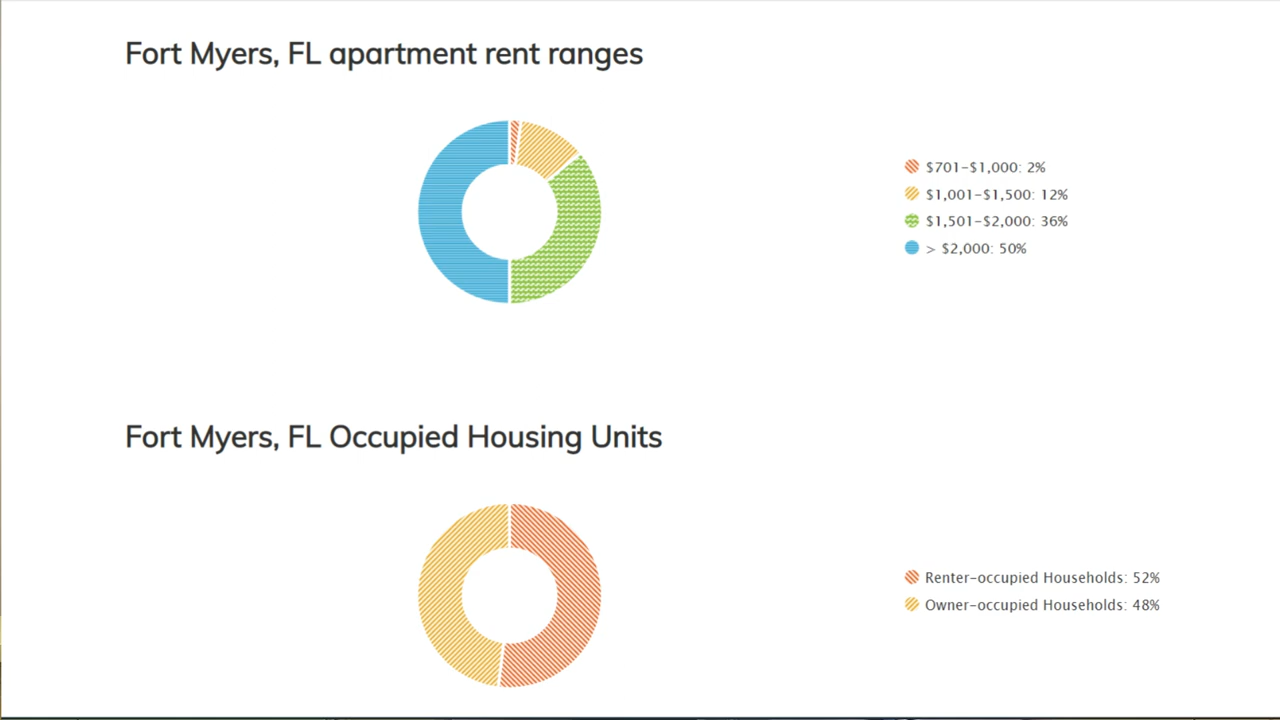 Fort Myers, FL apartment rent ranges
$701-$1,000: 2%
$1,001-$1,500: 12%
$1,501-$2,000: 36%
> $2,000: 50%
Fort Myers, FL Occupied Housing Units
Renter-occupied Households: 52%
Owner-occupied Households: 48%